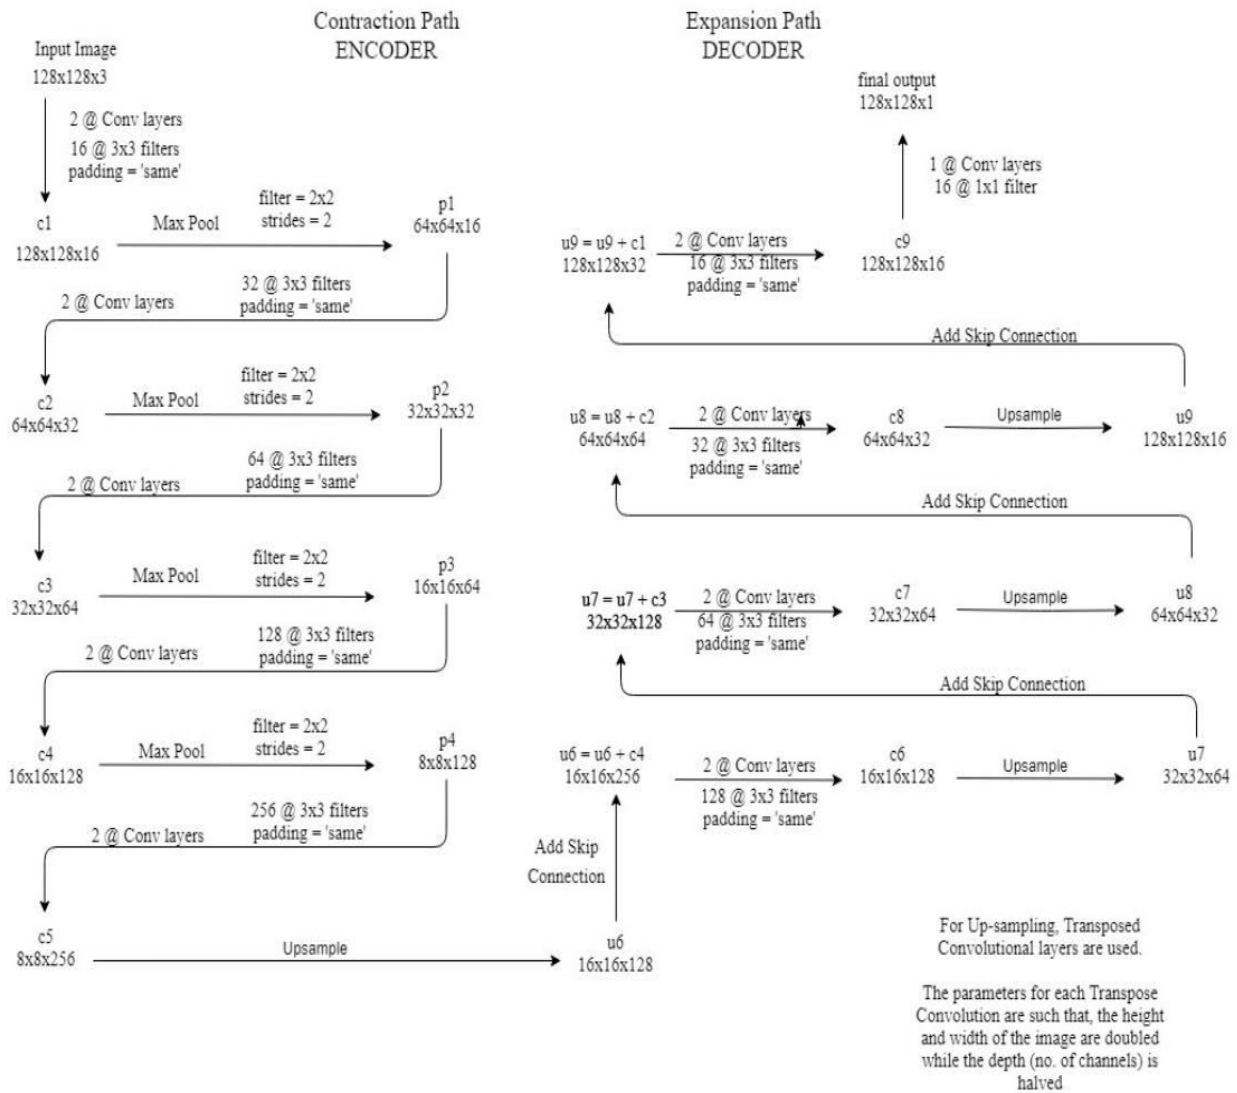 Contraction Path
ENCODER
Input Image
128x128x3
2 @ Conv layers
16 @ 3x3 filters
padding = 'same'
c1
128x128x16
Max Pool
filter = 2x2
strides = 2
p1
64x64x16
2 @ Conv layers
32 @ 3x3 filters
padding = 'same'
c2
64x64x32
Max Pool
filter = 2x2
strides = 2
p2
32x32x32
2 @ Conv layers
64 @ 3x3 filters
padding = 'same'
c3
32x32x64
Max Pool
filter = 2x2
strides = 2
p3
16x16x64
2 @ Conv layers
128 @ 3x3 filters
padding = 'same'
c4
16x16x128
Max Pool
filter = 2x2
strides = 2
p4
8x8x128
2 @ Conv layers
256 @ 3x3 filters
padding = 'same'
c5
8x8x256
Upsample
u6
16x16x128
Add Skip
Connection
Expansion Path
DECODER
u6 = u6 + c4
16x16x256
2 @ Conv layers
128 @ 3x3 filters
padding = 'same'
c6
16x16x128
Upsample
u7
32x32x64
Add Skip Connection
u7 = u7 + c3
32x32x128
2 @ Conv layers
64 @ 3x3 filters
padding = 'same'
c7
32x32x64
Upsample
u8
64x64x32
Add Skip Connection
u8 = u8 + c2
64x64x64
2 @ Conv layers
32 @ 3x3 filters
padding = 'same'
c8
64x64x32
Upsample
u9
128x128x16
Add Skip Connection
u9 = u9 + c1
128x128x32
2 @ Conv layers
16 @ 3x3 filters
padding = 'same'
c9
128x128x16
1 @ Conv layers
16 @ 1x1 filter
final output
128x128x1
For Up-sampling, Transposed
Convolutional layers are used.
The parameters for each Transpose
Convolution are such that, the height
and width of the image are doubled
while the depth (no. of channels) is
halved